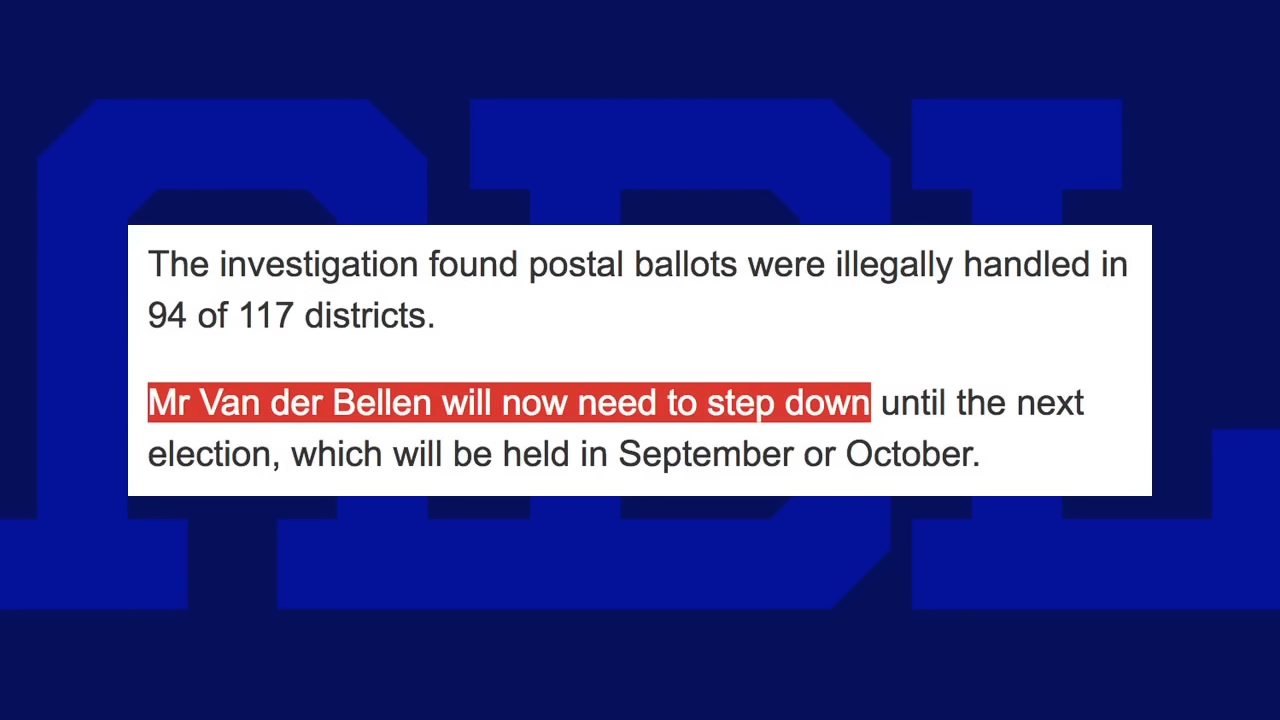 The investigation found postal ballots were illegally handled in
94 of 117 districts.
Mr Van der Bellen will now need to step down until the next
election, which will be held in September or October.